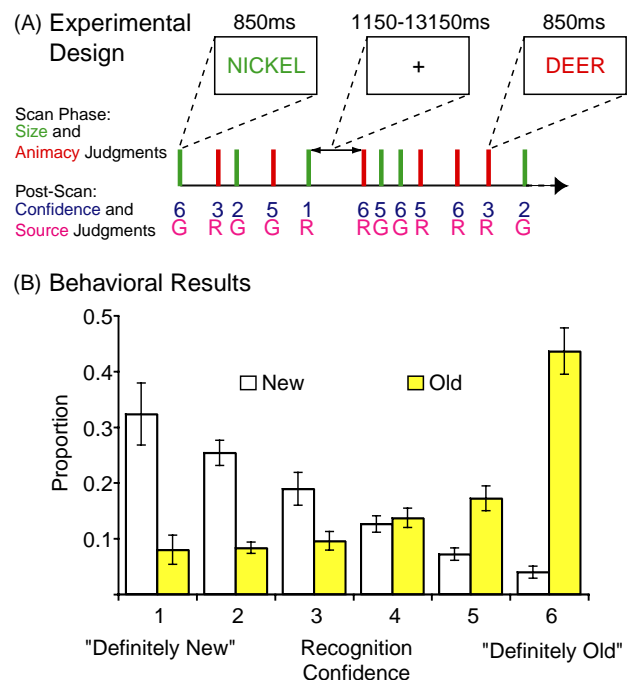 (A) Experimental Design
850ms
1150-13150ms
850ms
NICKEL
+
DEER
Scan Phase:
Size and
Animacy Judgments
Post-Scan:
Confidence and
Source Judgments
6 3 2 5 1 6 5 6 5 6 3 2
G R G G R R G G R R R G
(B) Behavioral Results
0.5
0.4
0.3
0.2
0.1
Proportion
New
Old
1 2 3 4 5 6
"Definitely New"
Recognition
Confidence
"Definitely Old"